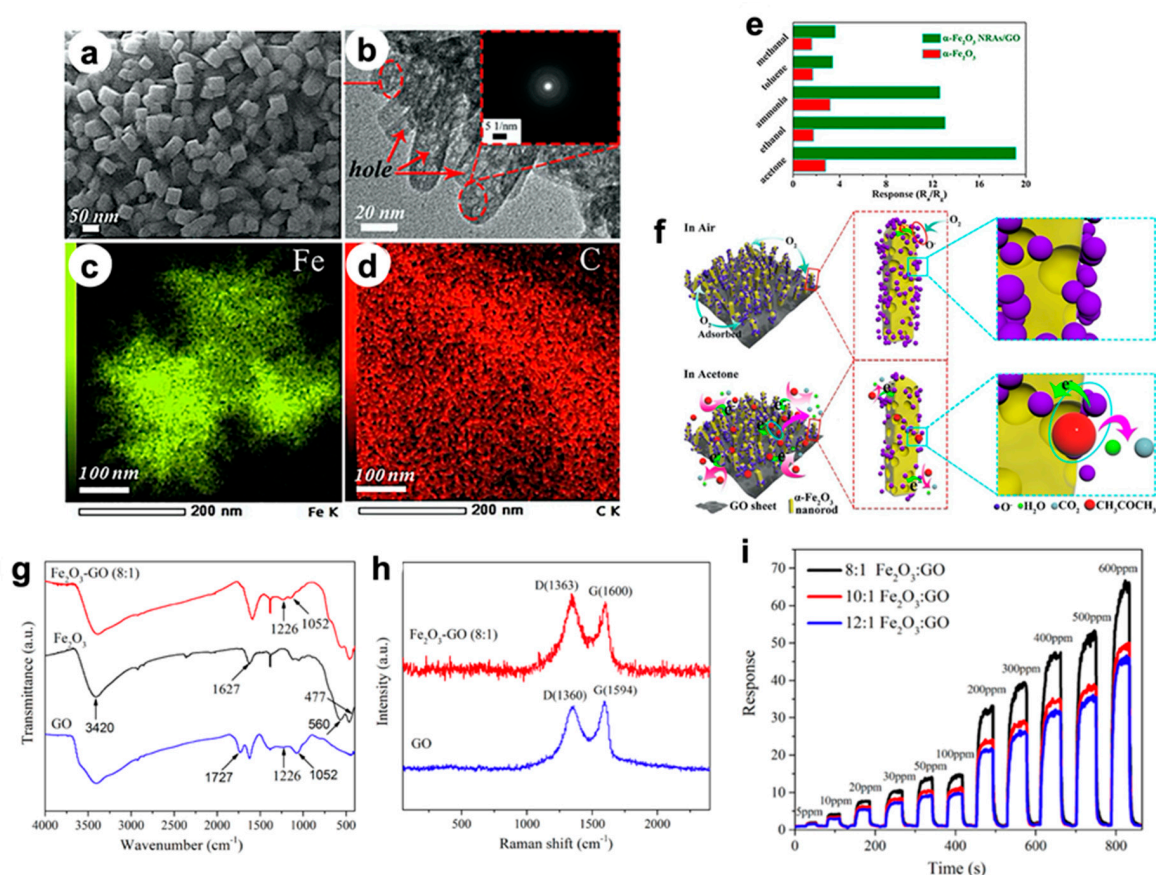 a
50 nm
b
5 1/nm
hole
20 nm
c
Fe
100 nm
200 nm
Fe K
d
C
100 nm
200 nm
C K
e
α-Fe₂O₃ NRAs/GO
α-Fe₂O₃
methanal
toluene
ammonia
ethanol
acetone
0 4 8 12 16 20
Response (Rₐ/R₉)
f
In Air
O₂
O₂
O₂
O⁻
Adsorbed
In Acetone
e⁻
e⁻
e⁻
e⁻
e⁻
e⁻
e⁻
GO sheet
α-Fe₂O₃
nanorod
O⁻ H₂O CO₂ CH₃COCH₃
g
Fe₂O₃-GO (8:1)
1226
1052
Fe₂O₃
1627
477
560
3420
GO
1727
1226
1052
Transmittance (a.u.)
4000 3500 3000 2500 2000 1500 1000 500
Wavenumber (cm⁻¹)
h
D(1363)
G(1600)
Fe₂O₃-GO (8:1)
D(1360)
G(1594)
GO
Intensity (a.u.)
500 1000 1500 2000
Raman shift (cm⁻¹)
i
8:1 Fe₂O₃:GO
10:1 Fe₂O₃:GO
12:1 Fe₂O₃:GO
5ppm
10ppm
20ppm
30ppm
50ppm
100ppm
200ppm
300ppm
400ppm
500ppm
600ppm
Response
70
60
50
40
30
20
10
0
0 200 400 600 800
Time (s)